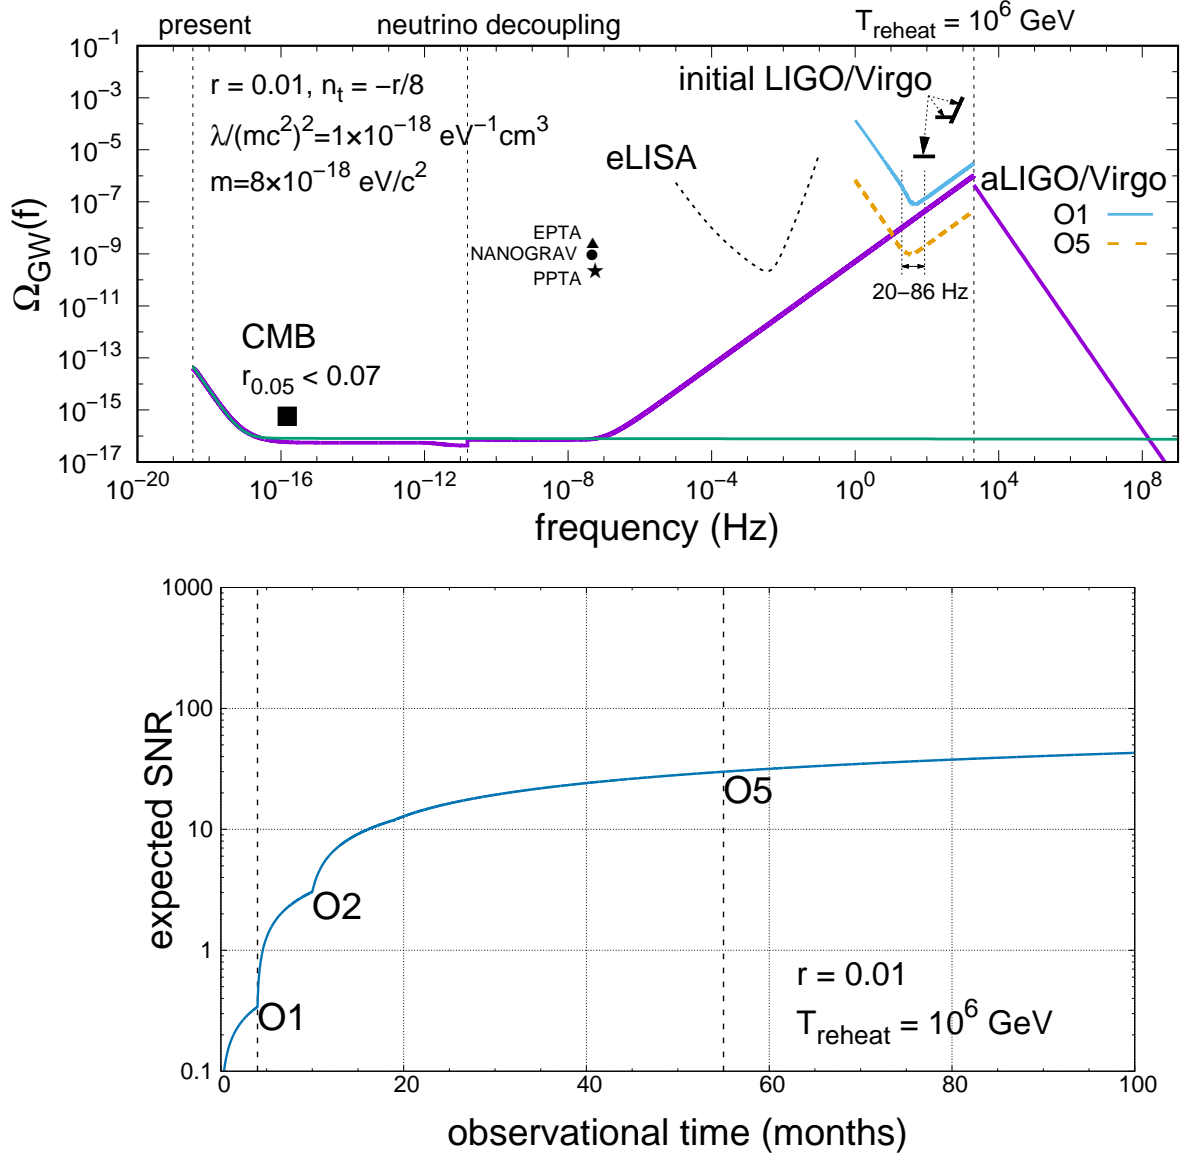 present neutrino decoupling T_reheat = 10^6 GeV
10^-1
10^-3
10^-5
10^-7
10^-9
10^-11
10^-13
10^-15
10^-17
Ω_GW(f)
r = 0.01, n_t = −r/8
λ/(mc^2)^2=1×10^-18 eV^-1cm^3
m=8×10^-18 eV/c^2
initial LIGO/Virgo
eLISA
aLIGO/Virgo
O1
O5
EPTA
NANOGRAV
PPTA
20−86 Hz
CMB
r_0.05 < 0.07
10^-20 10^-16 10^-12 10^-8 10^-4 10^0 10^4 10^8
frequency (Hz)
1000
100
10
1
0.1
expected SNR
O5
O2
O1
r = 0.01
T_reheat = 10^6 GeV
0 20 40 60 80 100
observational time (months)